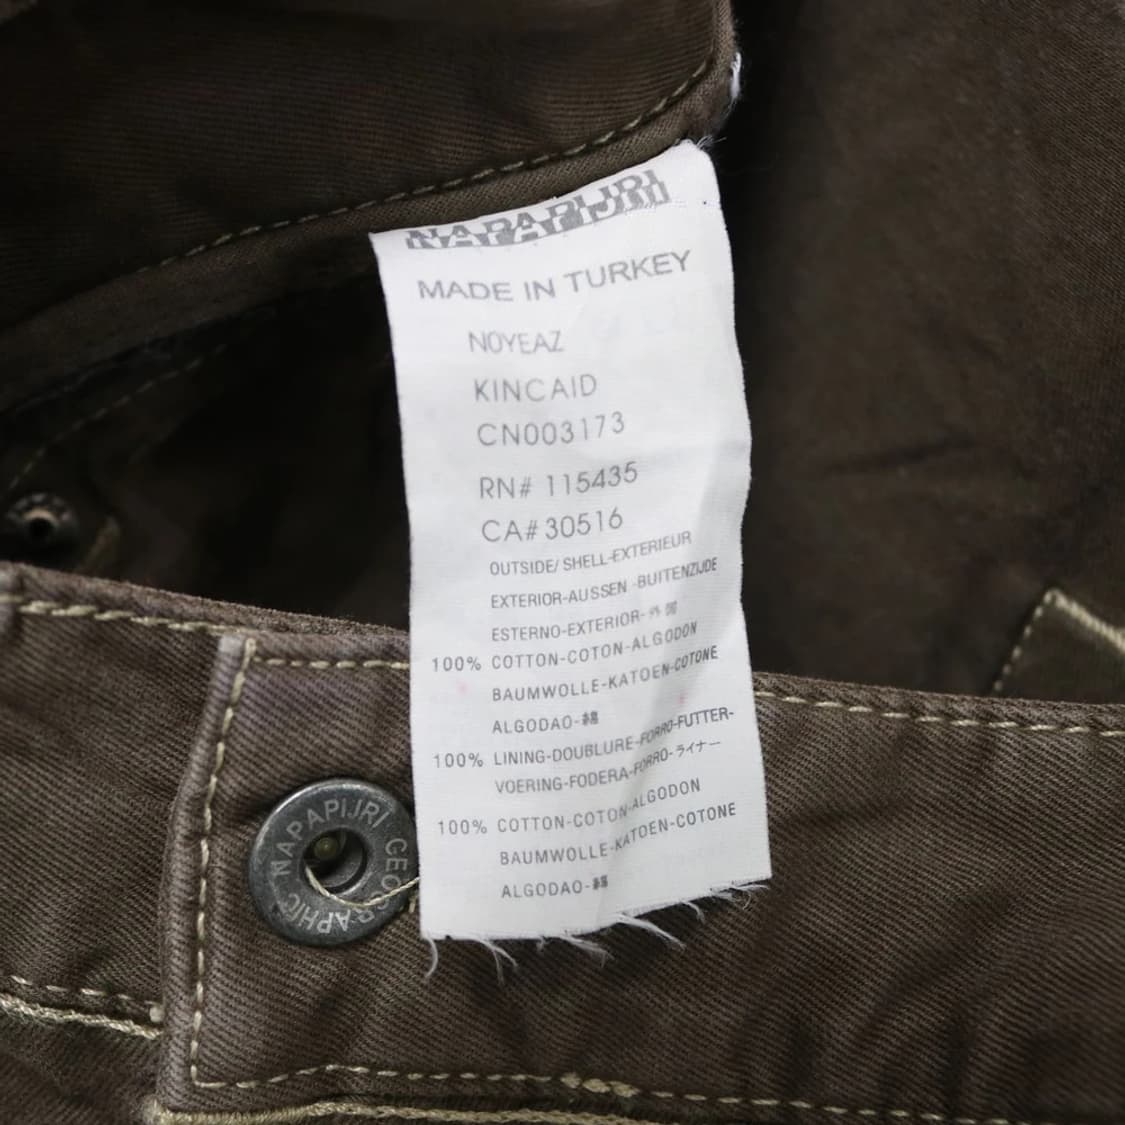 NAPAPIJRI
MADE IN TURKEY
NOYEAZ
KINCAID
CN003173
RN# 115435
CA# 30516
OUTSIDE/ SHELL-EXTERIEUR
EXTERIOR-AUSSEN -BUITENZIJDE
ESTERNO-EXTERIOR-
100% COTTON-COTON-ALGODON
BAUMWOLLE-KATOEN-COTONE
ALGODAO-綿
100% LINING-DOUBLURE-FORRO-FUTTER-
VOERING-FODERA-FORRO-ライナー
100% COTTON-COTON-ALGODON
BAUMWOLLE-KATOEN-COTONE
ALGODAO-綿
NAPAPIJRI GEOGRAPHIC